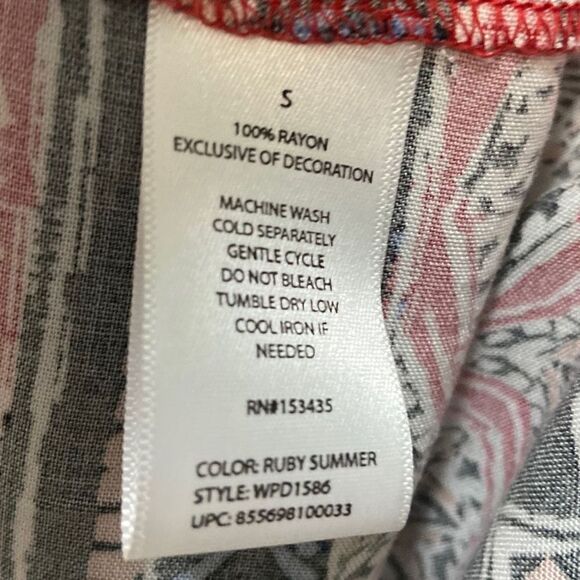 S
100% RAYON
EXCLUSIVE OF DECORATION
MACHINE WASH
COLD SEPARATELY
GENTLE CYCLE
DO NOT BLEACH
TUMBLE DRY LOW
COOL IRON IF
NEEDED
RN#153435
COLOR: RUBY SUMMER
STYLE: WPD1586
UPC: 855698100033